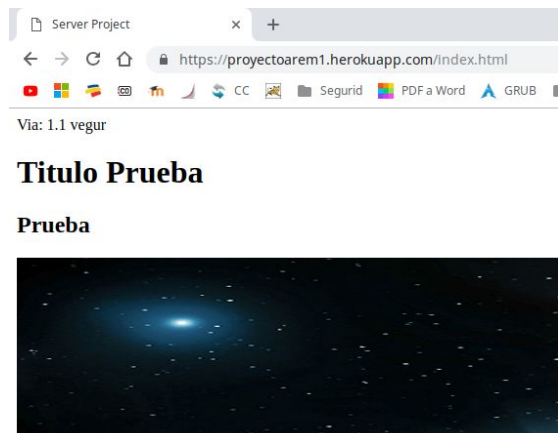 Server Project
https://proyectoarem1.herokuapp.com/index.html
CC Segurid PDF a Word GRUB
Via: 1.1 vegur
Titulo Prueba
Prueba